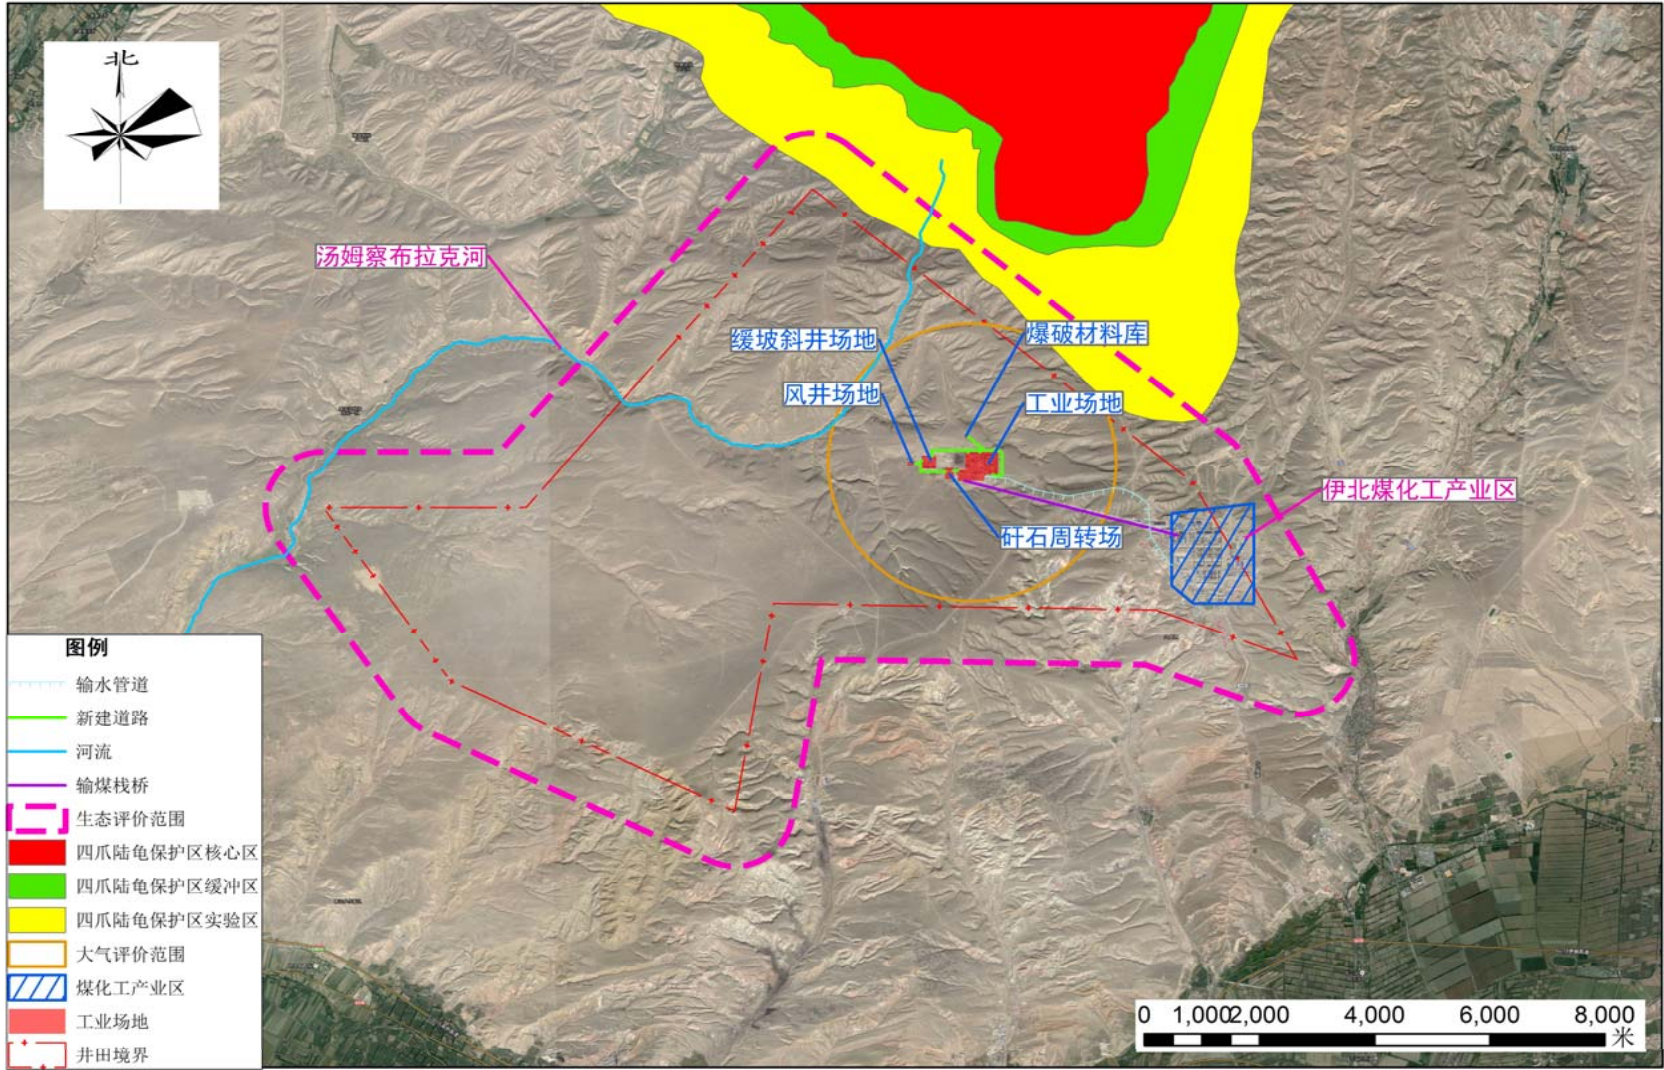 北
汤姆察布拉克河
缓坡斜井场地
爆破材料库
风井场地
工业场地
伊北煤化工产业区
矸石周转场
图例
输水管道
新建道路
河流
输煤栈桥
生态评价范围
四爪陆龟保护区核心区
四爪陆龟保护区缓冲区
四爪陆龟保护区实验区
大气评价范围
煤化工产业区
工业场地
井田境界
0 1,000 2,000 4,000 6,000 8,000
米